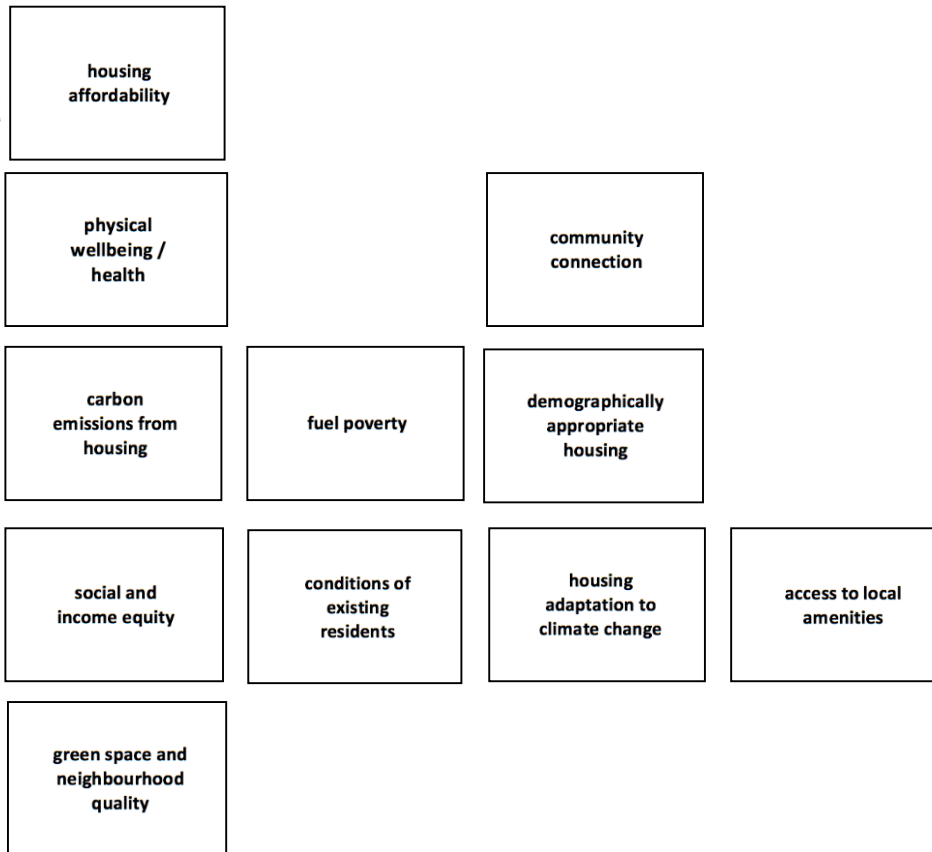 housing
affordability
physical
wellbeing /
health
community
connection
carbon
emissions from
housing
fuel poverty
demographically
appropriate
housing
social and
income equity
conditions of
existing
residents
housing
adaptation to
climate change
access to local
amenities
green space and
neighbourhood
quality